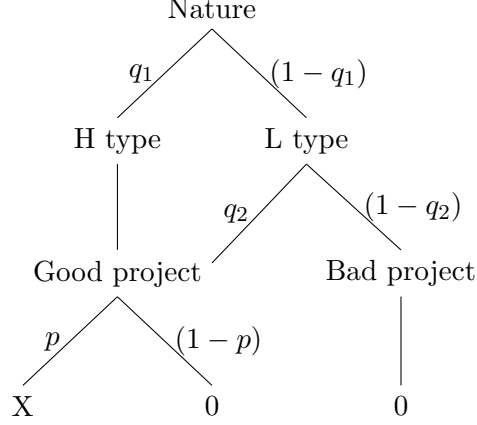 Nature
q₁ (1 − q₁)
H type L type
q₂ (1 − q₂)
Good project Bad project
p (1 − p)
X 0 0